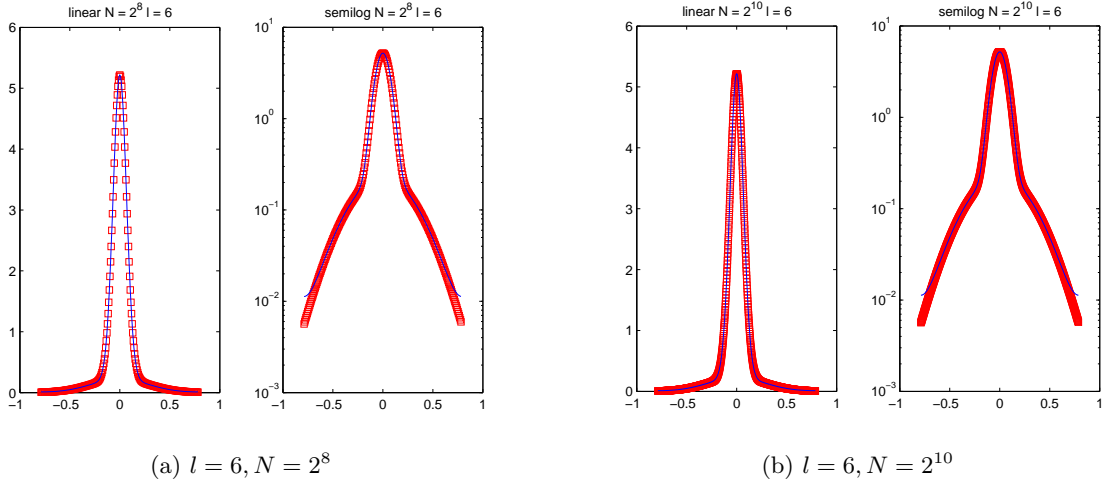 linear N = 2^8 l = 6
6
5
4
3
2
1
0
−1 −0.5 0 0.5 1
semilog N = 2^8 l = 6
10^1
10^0
10^−1
10^−2
10^−3
−1 −0.5 0 0.5 1
(a) l = 6, N = 2^8
linear N = 2^10 l = 6
6
5
4
3
2
1
0
−1 −0.5 0 0.5 1
semilog N = 2^10 l = 6
10^1
10^0
10^−1
10^−2
10^−3
−1 −0.5 0 0.5 1
(b) l = 6, N = 2^10